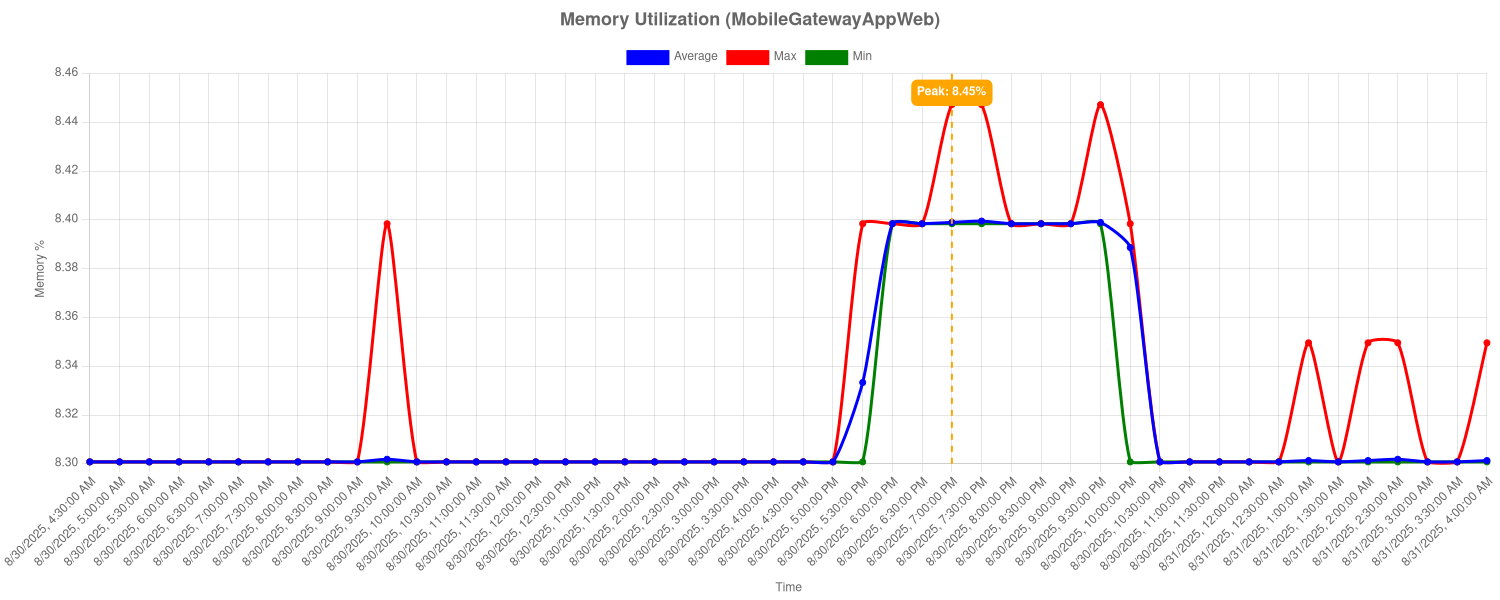 Memory Utilization (MobileGatewayAppWeb)
Average Max Min
Peak: 8.45%
8.46
8.44
8.42
8.40
8.38
8.36
8.34
8.32
8.30
Memory %
8/30/2025, 4:30:00 AM
8/30/2025, 5:00:00 AM
8/30/2025, 5:30:00 AM
8/30/2025, 6:00:00 AM
8/30/2025, 6:30:00 AM
8/30/2025, 7:00:00 AM
8/30/2025, 7:30:00 AM
8/30/2025, 8:00:00 AM
8/30/2025, 8:30:00 AM
8/30/2025, 9:00:00 AM
8/30/2025, 9:30:00 AM
8/30/2025, 10:00:00 AM
8/30/2025, 10:30:00 AM
8/30/2025, 11:00:00 AM
8/30/2025, 11:30:00 AM
8/30/2025, 12:00:00 PM
8/30/2025, 12:30:00 PM
8/30/2025, 1:00:00 PM
8/30/2025, 1:30:00 PM
8/30/2025, 2:00:00 PM
8/30/2025, 2:30:00 PM
8/30/2025, 3:00:00 PM
8/30/2025, 3:30:00 PM
8/30/2025, 4:00:00 PM
8/30/2025, 4:30:00 PM
8/30/2025, 5:00:00 PM
8/30/2025, 5:30:00 PM
8/30/2025, 6:00:00 PM
8/30/2025, 6:30:00 PM
8/30/2025, 7:00:00 PM
8/30/2025, 7:30:00 PM
8/30/2025, 8:00:00 PM
8/30/2025, 8:30:00 PM
8/30/2025, 9:00:00 PM
8/30/2025, 9:30:00 PM
8/30/2025, 10:00:00 PM
8/30/2025, 10:30:00 PM
8/30/2025, 11:00:00 PM
8/30/2025, 11:30:00 PM
8/31/2025, 12:00:00 AM
8/31/2025, 12:30:00 AM
8/31/2025, 1:00:00 AM
8/31/2025, 1:30:00 AM
8/31/2025, 2:00:00 AM
8/31/2025, 2:30:00 AM
8/31/2025, 3:00:00 AM
8/31/2025, 3:30:00 AM
8/31/2025, 4:00:00 AM
Time